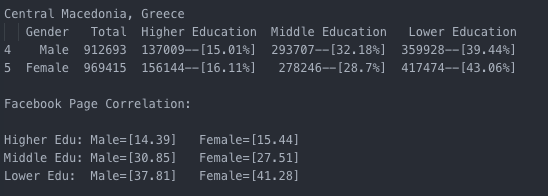 Central Macedonia, Greece
Gender Total Higher Education Middle Education Lower Education
4 Male 912693 137009--[15.01%] 293707--[32.18%] 359928--[39.44%]
5 Female 969415 156144--[16.11%] 278246--[28.7%] 417474--[43.06%]
Facebook Page Correlation:
Higher Edu: Male=[14.39] Female=[15.44]
Middle Edu: Male=[30.85] Female=[27.51]
Lower Edu: Male=[37.81] Female=[41.28]